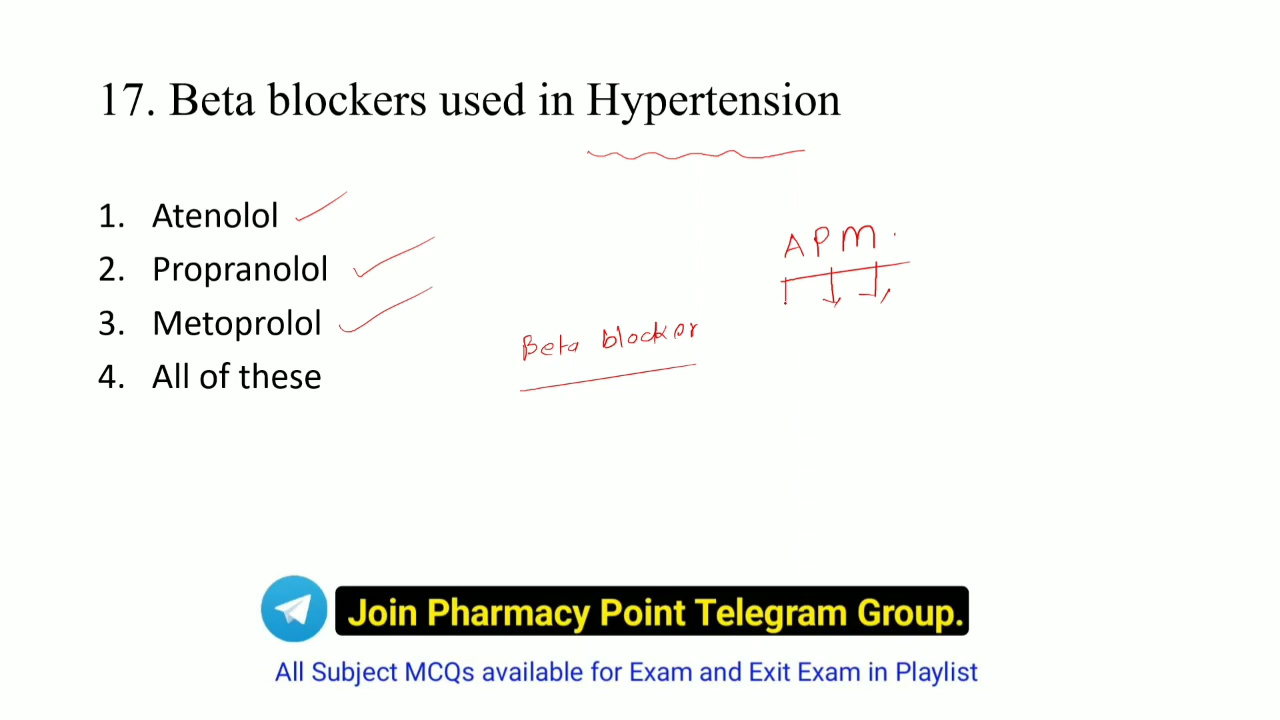 17. Beta blockers used in Hypertension
1. Atenolol
2. Propranolol
3. Metoprolol
4. All of these
A P M
Beta blocker
Join Pharmacy Point Telegram Group.
All Subject MCQs available for Exam and Exit Exam in Playlist